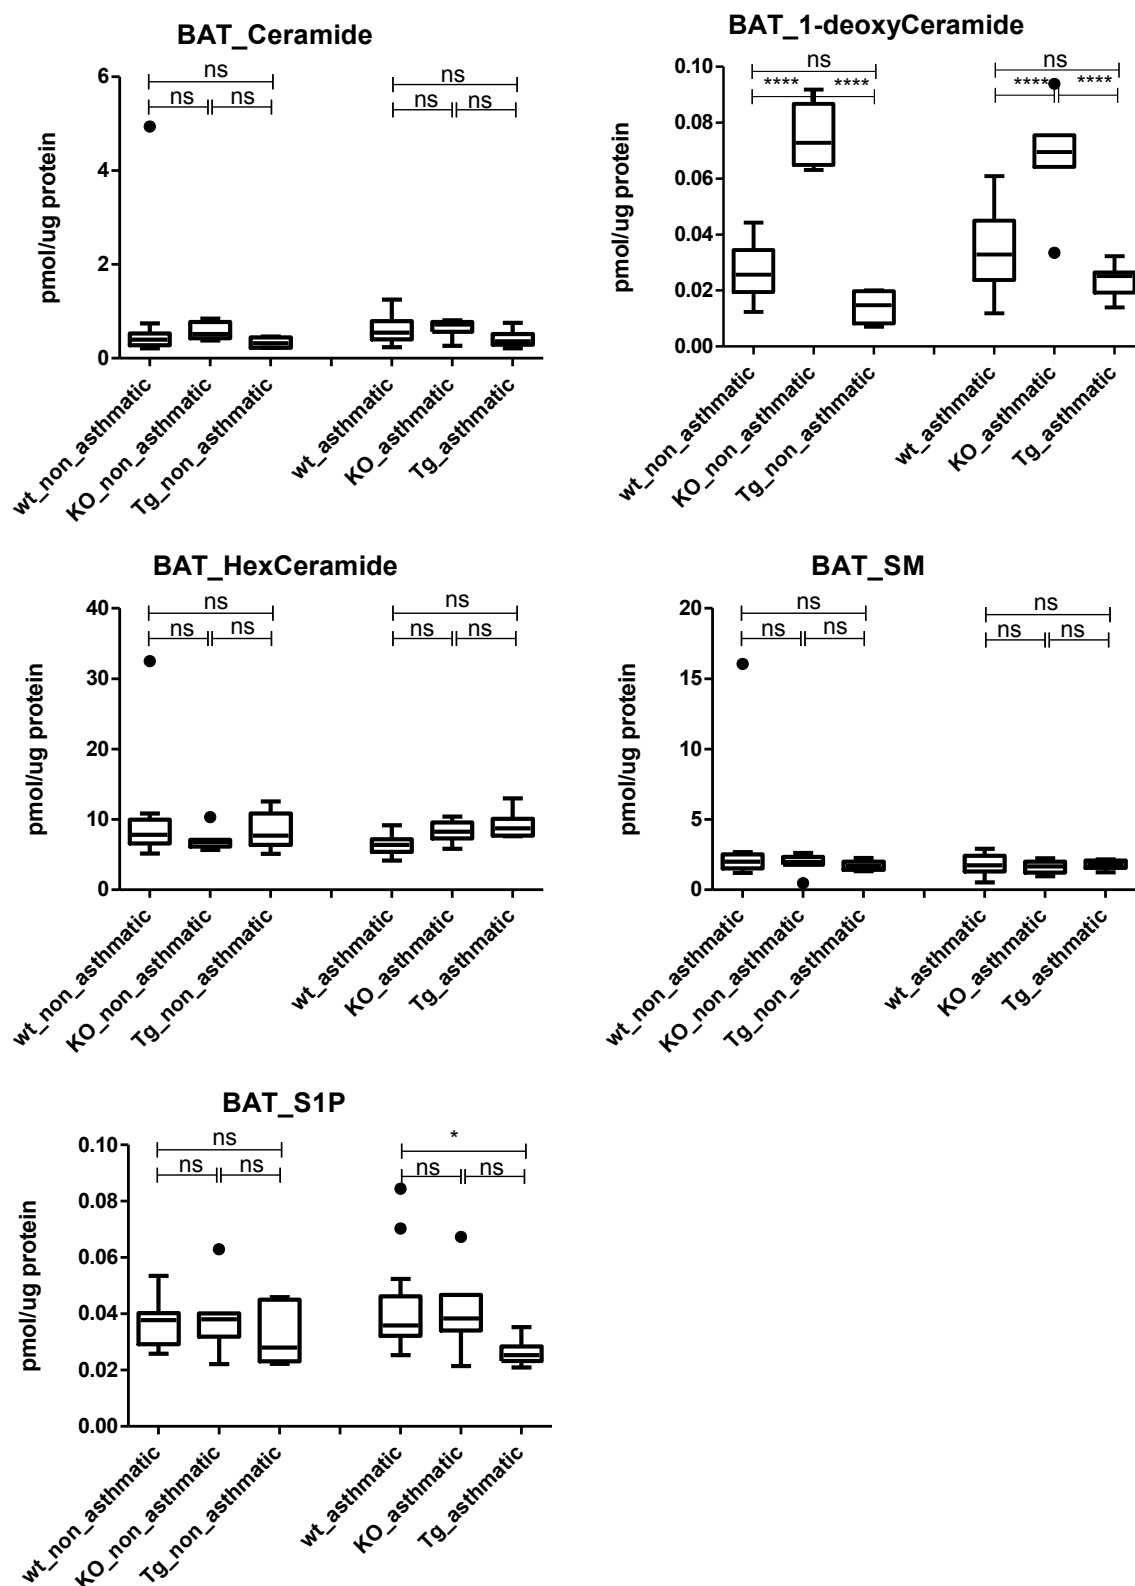 BAT_Ceramide
ns
ns
ns ns
ns ns
6
4
2
0
pmol/ug protein
wt_non_asthmatic
KO_non_asthmatic
Tg_non_asthmatic
wt_asthmatic
KO_asthmatic
Tg_asthmatic
BAT_1-deoxyCeramide
ns
ns
**** ****
**** ****
0.10
0.08
0.06
0.04
0.02
0.00
pmol/ug protein
wt_non_asthmatic
KO_non_asthmatic
Tg_non_asthmatic
wt_asthmatic
KO_asthmatic
Tg_asthmatic
BAT_HexCeramide
ns
ns
ns ns
ns ns
40
30
20
10
0
pmol/ug protein
wt_non_asthmatic
KO_non_asthmatic
Tg_non_asthmatic
wt_asthmatic
KO_asthmatic
Tg_asthmatic
BAT_SM
ns
ns
ns ns
ns ns
20
15
10
5
0
pmol/ug protein
wt_non_asthmatic
KO_non_asthmatic
Tg_non_asthmatic
wt_asthmatic
KO_asthmatic
Tg_asthmatic
BAT_S1P
ns
*
ns ns
ns ns
0.10
0.08
0.06
0.04
0.02
0.00
pmol/ug protein
wt_non_asthmatic
KO_non_asthmatic
Tg_non_asthmatic
wt_asthmatic
KO_asthmatic
Tg_asthmatic